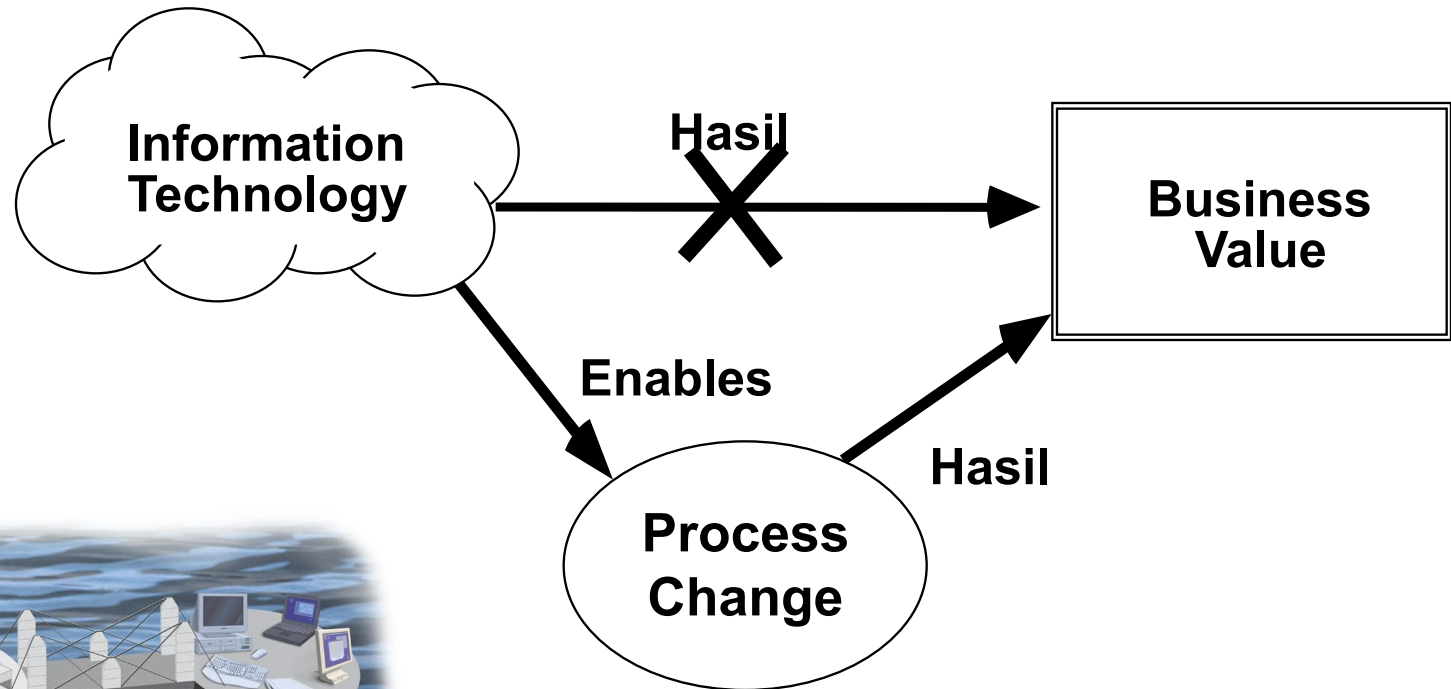 Information
Technology
Hasil
Business
Value
Enables
Hasil
Process
Change